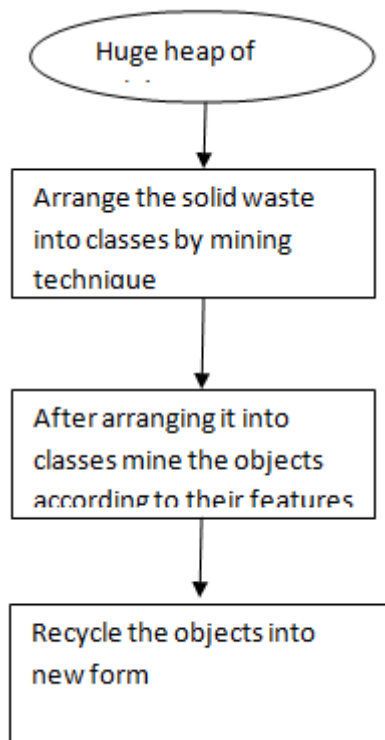 Huge heap of
Arrange the solid waste
into classes by mining
technique
After arranging it into
classes mine the objects
according to their features
Recycle the objects into
new form